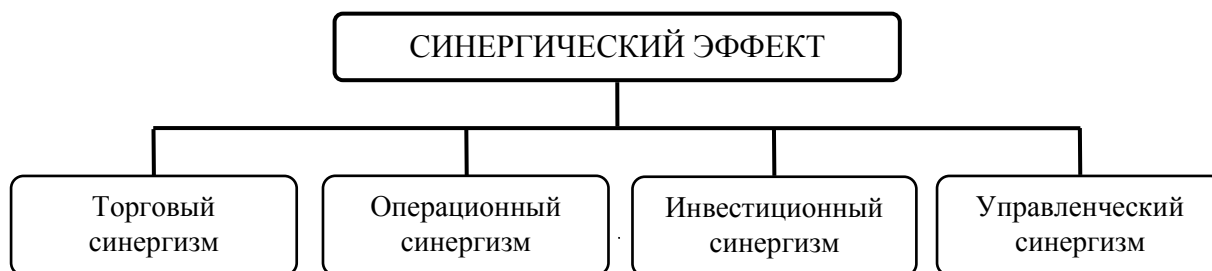 СИНЕРГИЧЕСКИЙ ЭФФЕКТ
Торговый
синергизм
Операционный
синергизм
Инвестиционный
синергизм
Управленческий
синергизм